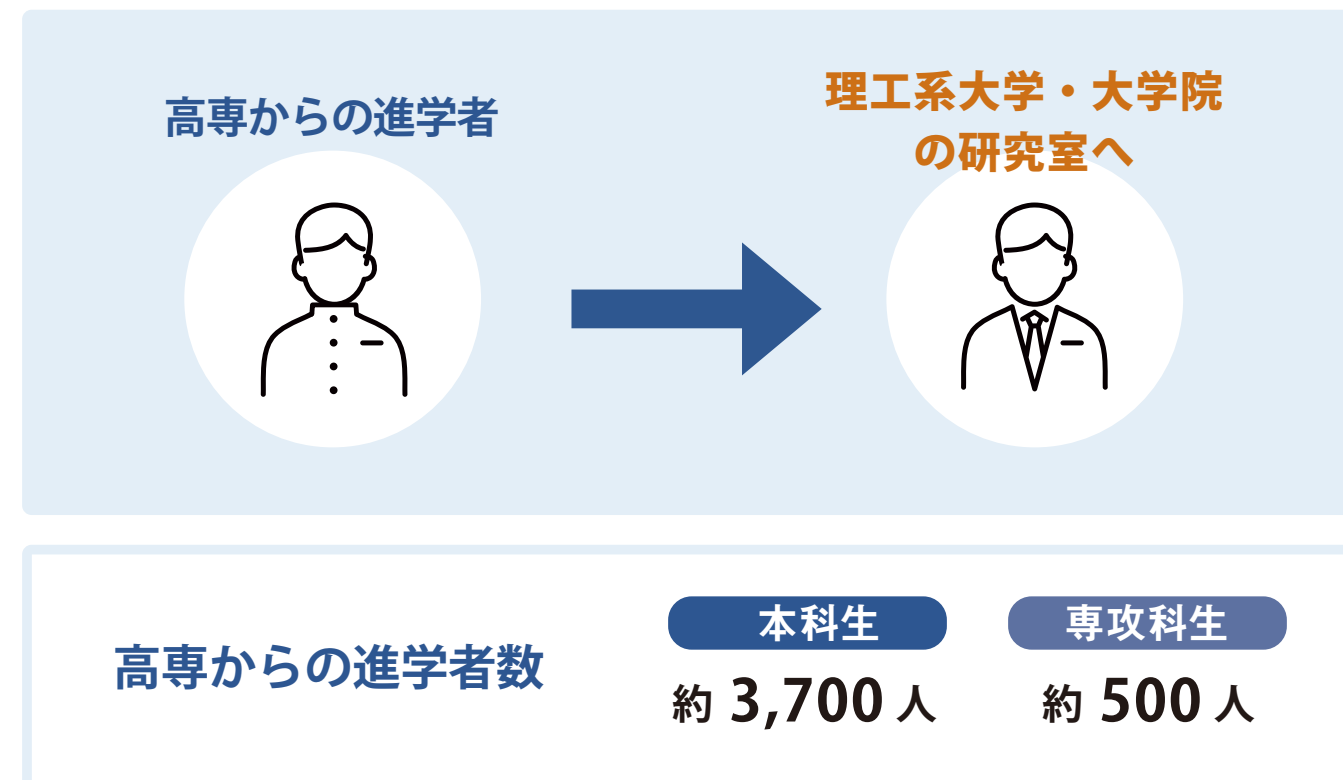 高専からの進学者
理工系大学・大学院
の研究室へ
高専からの進学者数
本科生
約 3,700 人
専攻科生
約 500 人